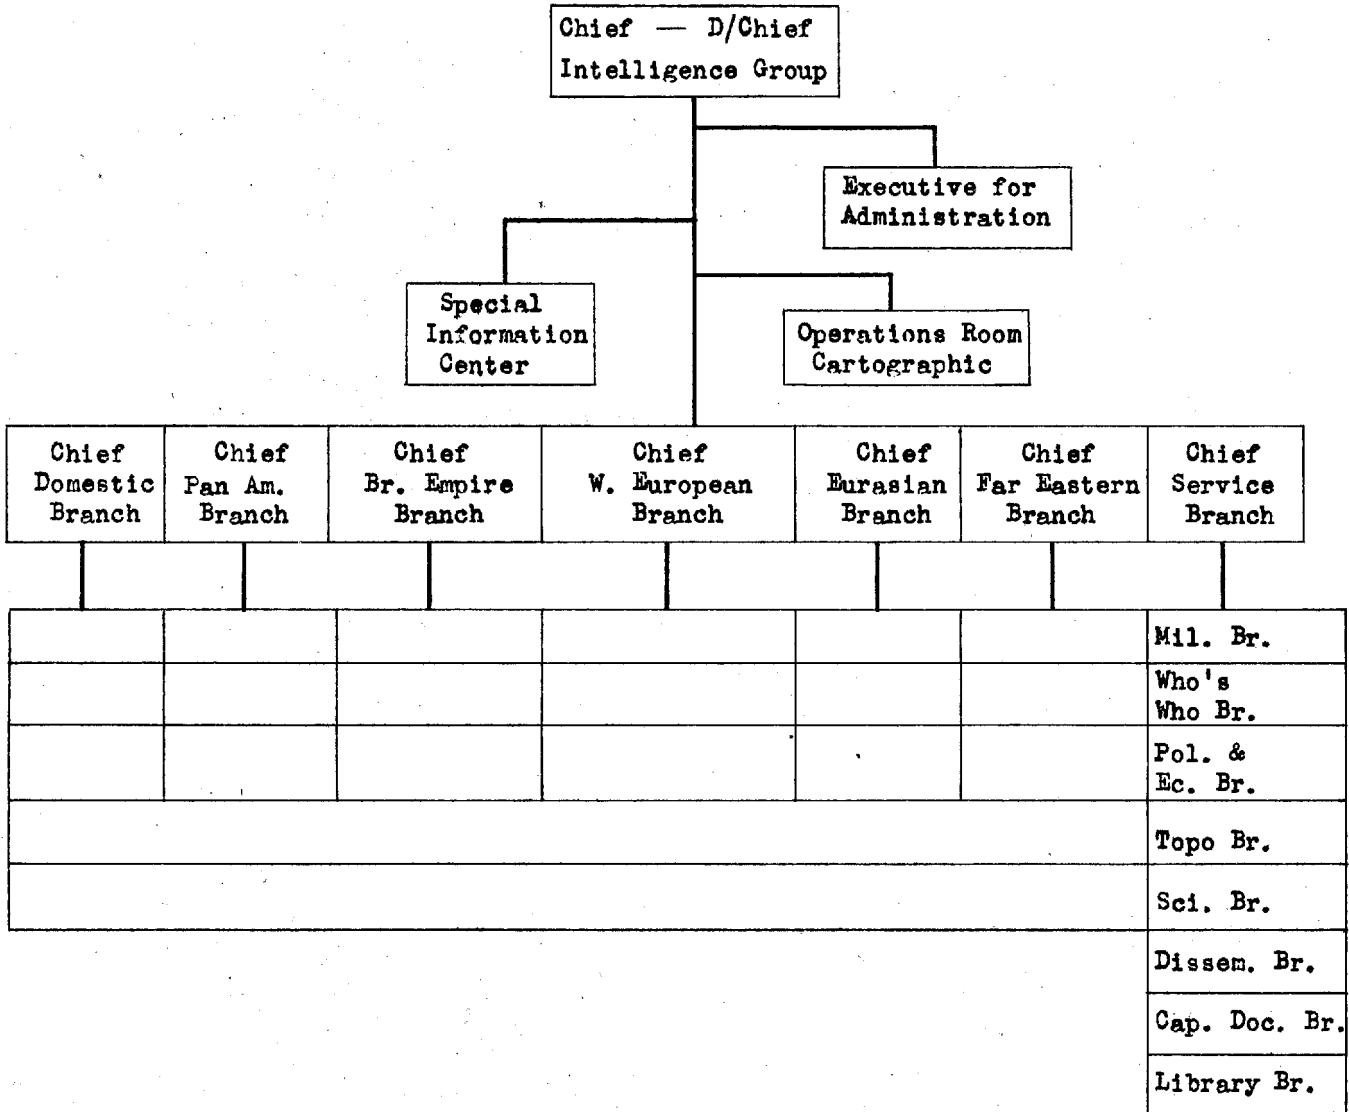 Chief — D/Chief
Intelligence Group
Executive for
Administration
Special
Information
Center
Operations Room
Cartographic
Chief
Domestic
Branch
Chief
Pan Am.
Branch
Chief
Br. Empire
Branch
Chief
W. European
Branch
Chief
Eurasian
Branch
Chief
Far Eastern
Branch
Chief
Service
Branch
Mil. Br.
Who's
Who Br.
Pol. &
Ec. Br.
Topo Br.
Sci. Br.
Dissem. Br.
Cap. Doc. Br.
Library Br.